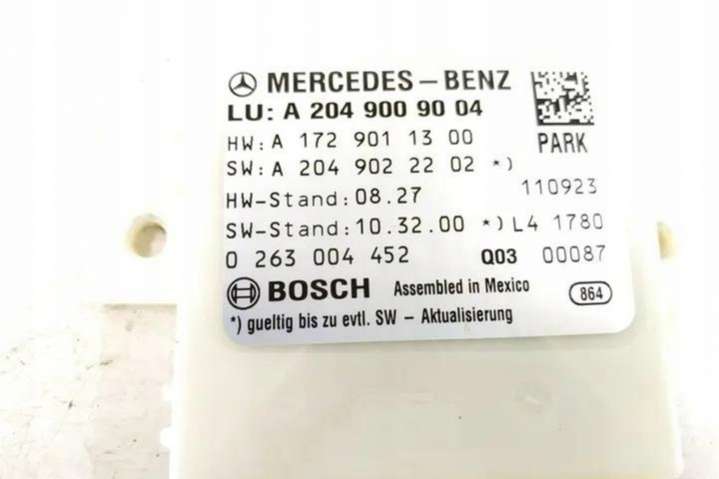 MERCEDES-BENZ
LU: A 204 900 90 04
HW: A 172 901 13 00
PARK
SW: A 204 902 22 02 *)
HW-Stand: 08.27 110923
SW-Stand: 10.32.00 *) L4 1780
0 263 004 452 Q03 00087
BOSCH Assembled in Mexico 864
*) gueltig bis zu evtl. SW - Aktualisierung